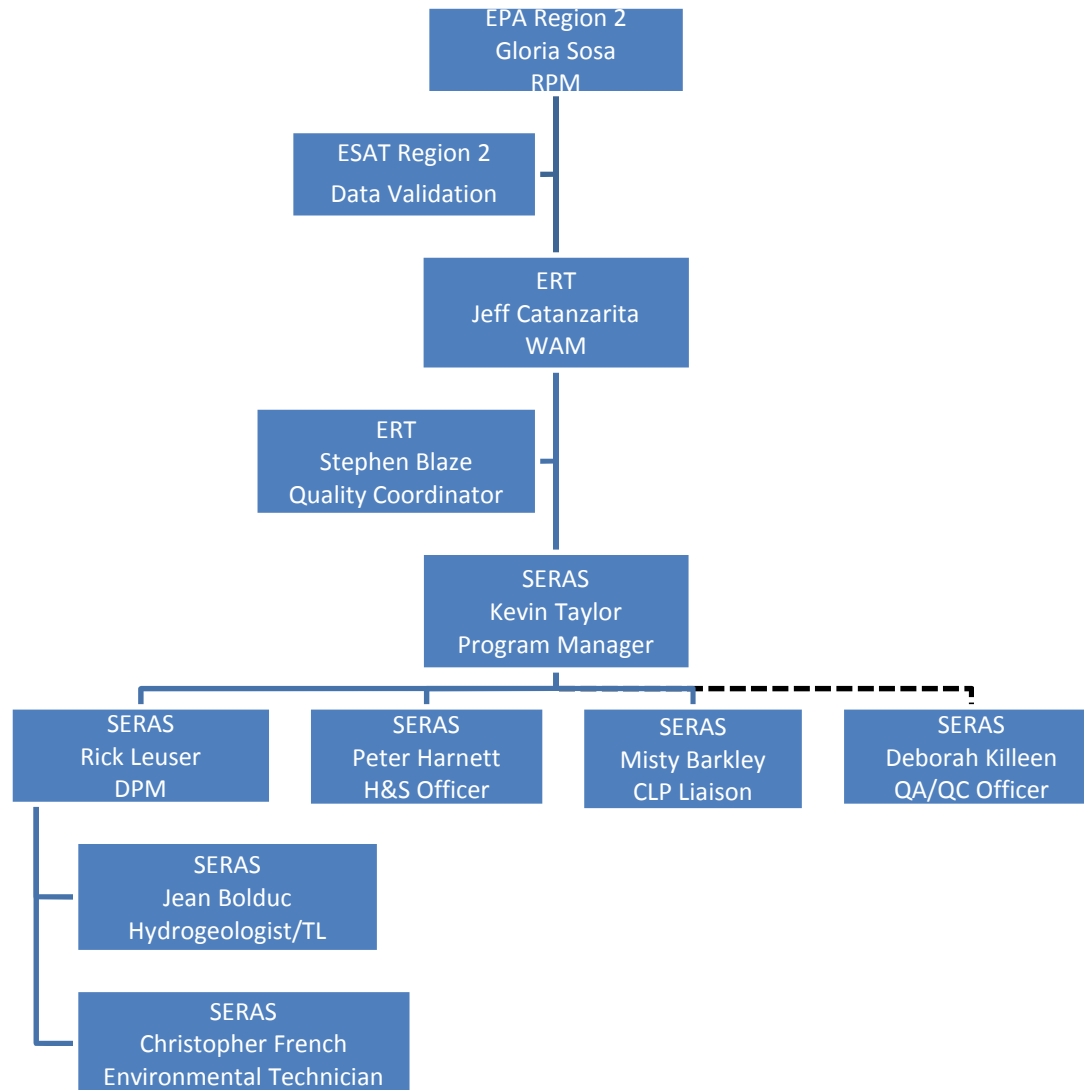 EPA Region 2
Gloria Sosa
RPM
ESAT Region 2
Data Validation
ERT
Jeff Catanzarita
WAM
ERT
Stephen Blaze
Quality Coordinator
SERAS
Kevin Taylor
Program Manager
SERAS
Rick Leuser
DPM
SERAS
Peter Harnett
H&S Officer
SERAS
Misty Barkley
CLP Liaison
SERAS
Deborah Killeen
QA/QC Officer
SERAS
Jean Bolduc
Hydrogeologist/TL
SERAS
Christopher French
Environmental Technician